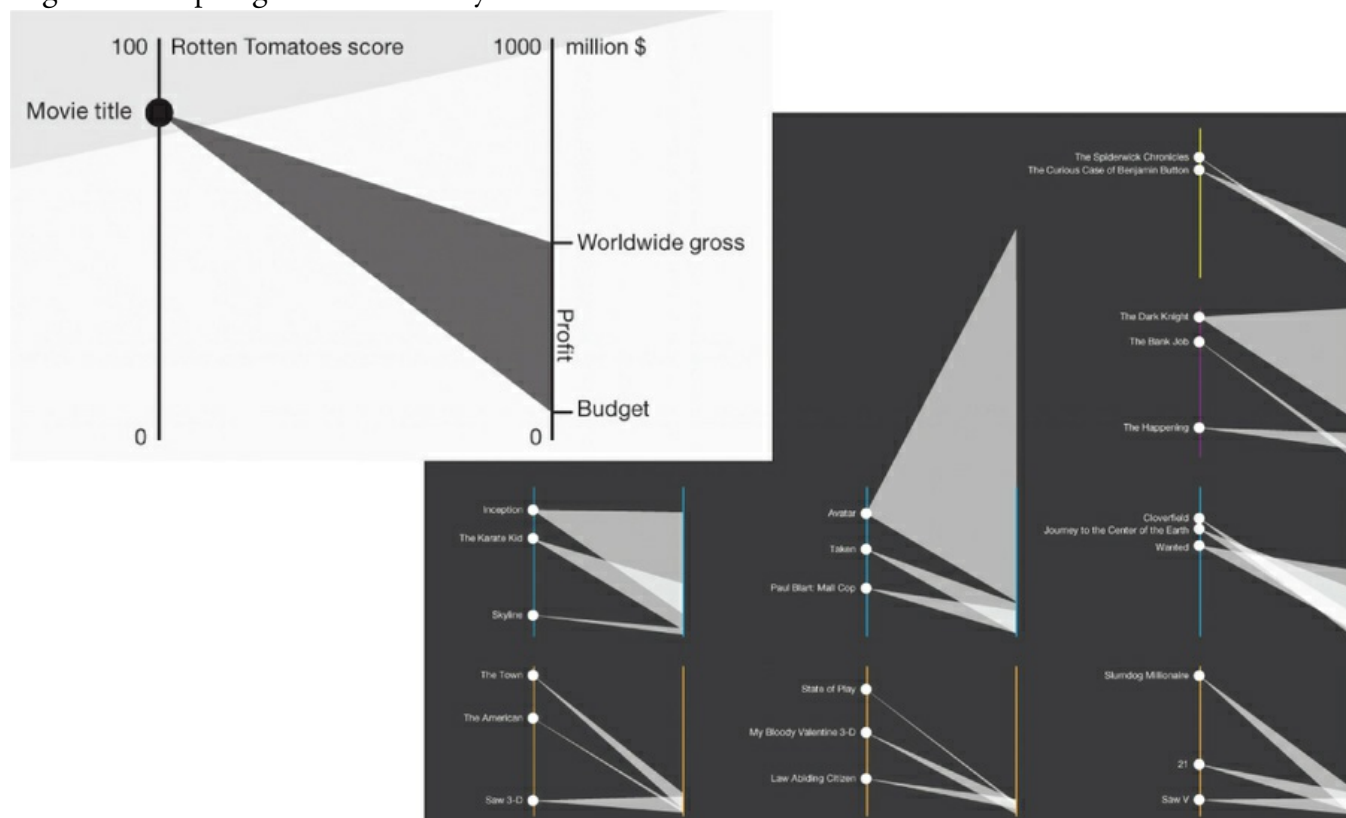 100 Rotten Tomatoes score
1000 million $
Movie title
Worldwide gross
Profit
Budget
0
0
The Spiderwick Chronicles
The Curious Case of Benjamin Button
The Dark Knight
The Bank Job
The Happening
Inception
The Karate Kid
Skyline
Avatar
Taken
Paul Blart: Mall Cop
Cloverfield
Journey to the Center of the Earth
Wanted
The Town
The American
Saw 3-D
State of Play
My Bloody Valentine 3-D
Law Abiding Citizen
Slumdog Millionaire
21
Saw V